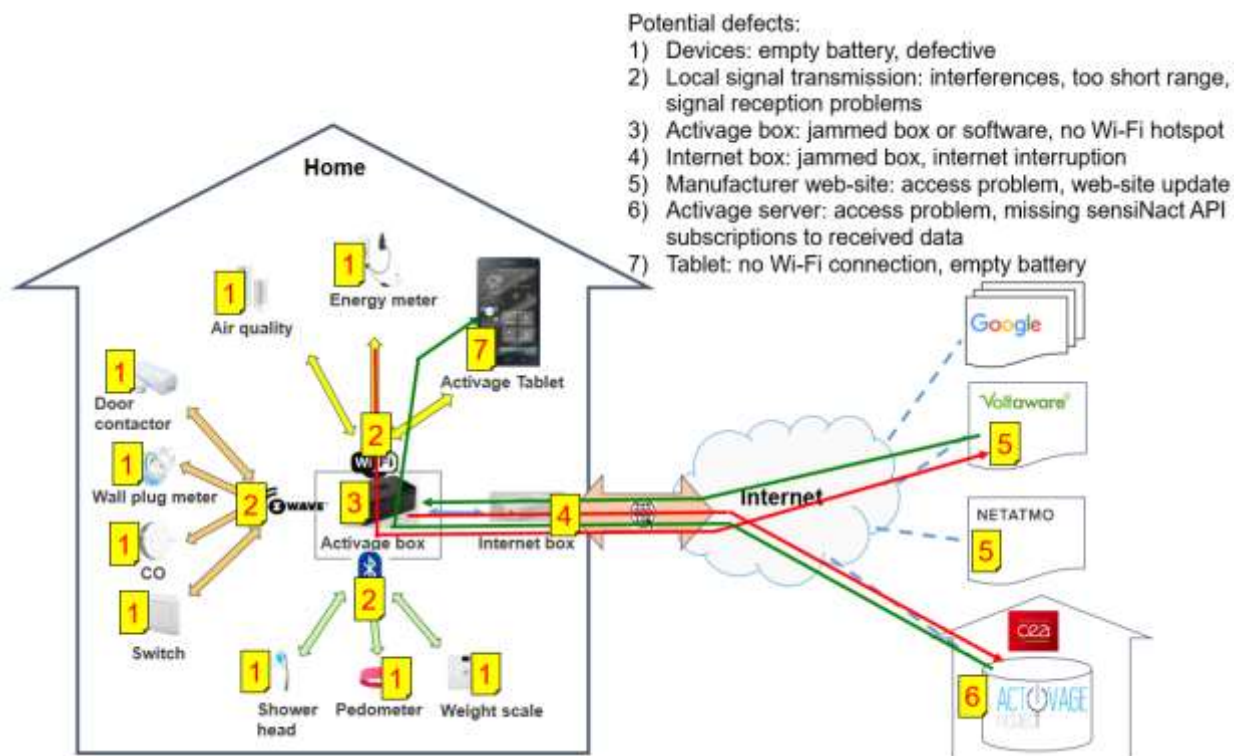 Potential defects:
1) Devices: empty battery, defective
2) Local signal transmission: interferences, too short range,
signal reception problems
3) Activage box: jammed box or software, no Wi-Fi hotspot
4) Internet box: jammed box, internet interruption
5) Manufacturer web-site: access problem, web-site update
6) Activage server: access problem, missing sensiNact API
subscriptions to received data
7) Tablet: no Wi-Fi connection, empty battery
Home
1
Energy meter
1
Air quality
7
Activage Tablet
Google
1
Door
contactor
Voltaware
5
2
Wi Fi
1
Wall plug meter
2
Z WAVE
3
Activage box
4
Internet box
Internet
NETATMO
5
1
CO
2
1
Switch
cea
1
Shower
head
1
Pedometer
1
Weight scale
6
ACTIVAGE
PROJECT